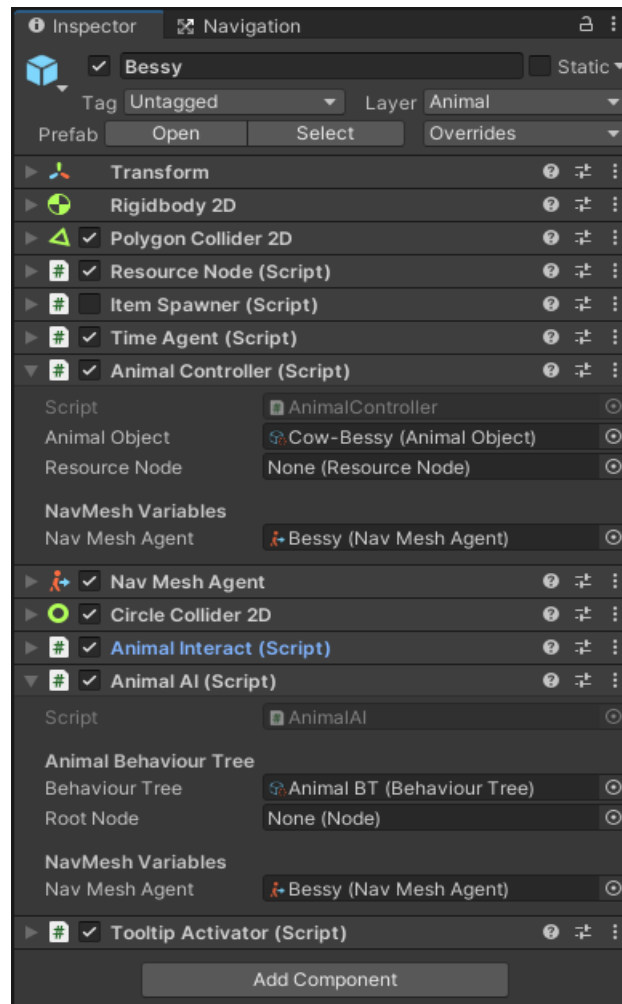 Inspector Navigation
Bessy Static
Tag Untagged Layer Animal
Prefab Open Select Overrides
Transform
Rigidbody 2D
Polygon Collider 2D
# Resource Node (Script)
# Item Spawner (Script)
# Time Agent (Script)
# Animal Controller (Script)
Script # AnimalController
Animal Object Cow-Bessy (Animal Object)
Resource Node None (Resource Node)
NavMesh Variables
Nav Mesh Agent Bessy (Nav Mesh Agent)
Nav Mesh Agent
Circle Collider 2D
# Animal Interact (Script)
# Animal AI (Script)
Script # AnimalAI
Animal Behaviour Tree
Behaviour Tree Animal BT (Behaviour Tree)
Root Node None (Node)
NavMesh Variables
Nav Mesh Agent Bessy (Nav Mesh Agent)
# Tooltip Activator (Script)
Add Component